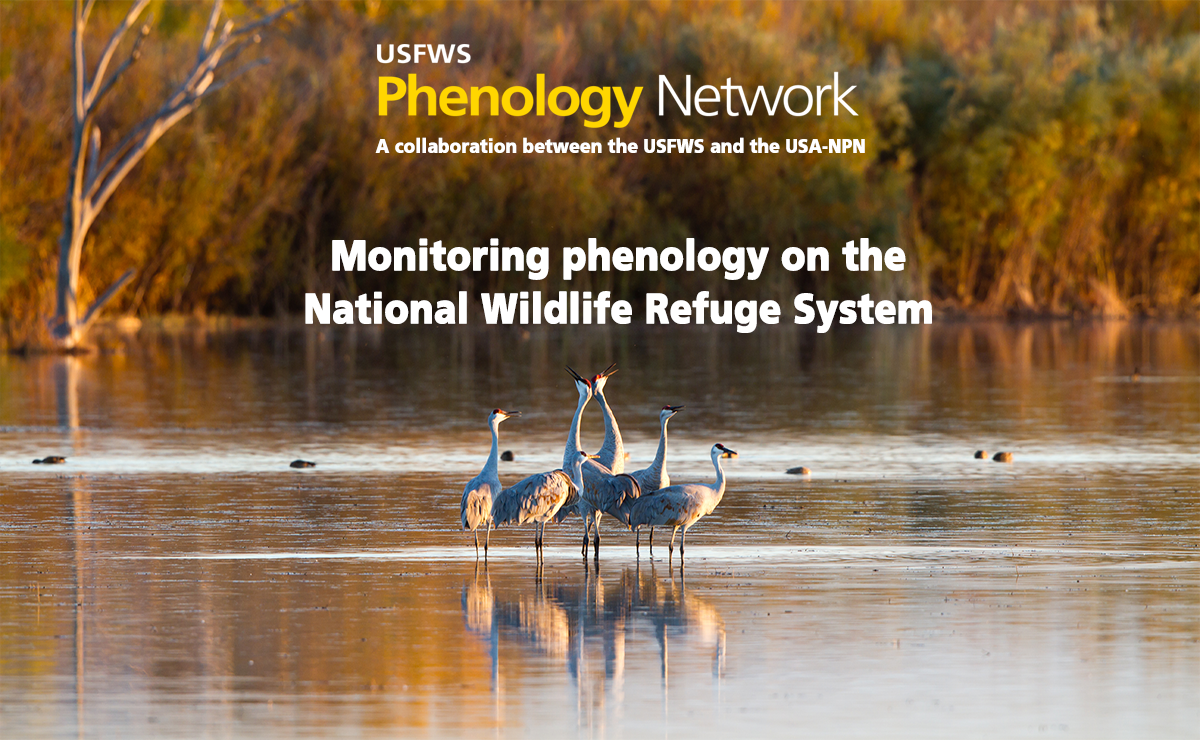 USFWS
Phenology Network
A collaboration between the USFWS and the USA-NPN
Monitoring phenology on the
National Wildlife Refuge System